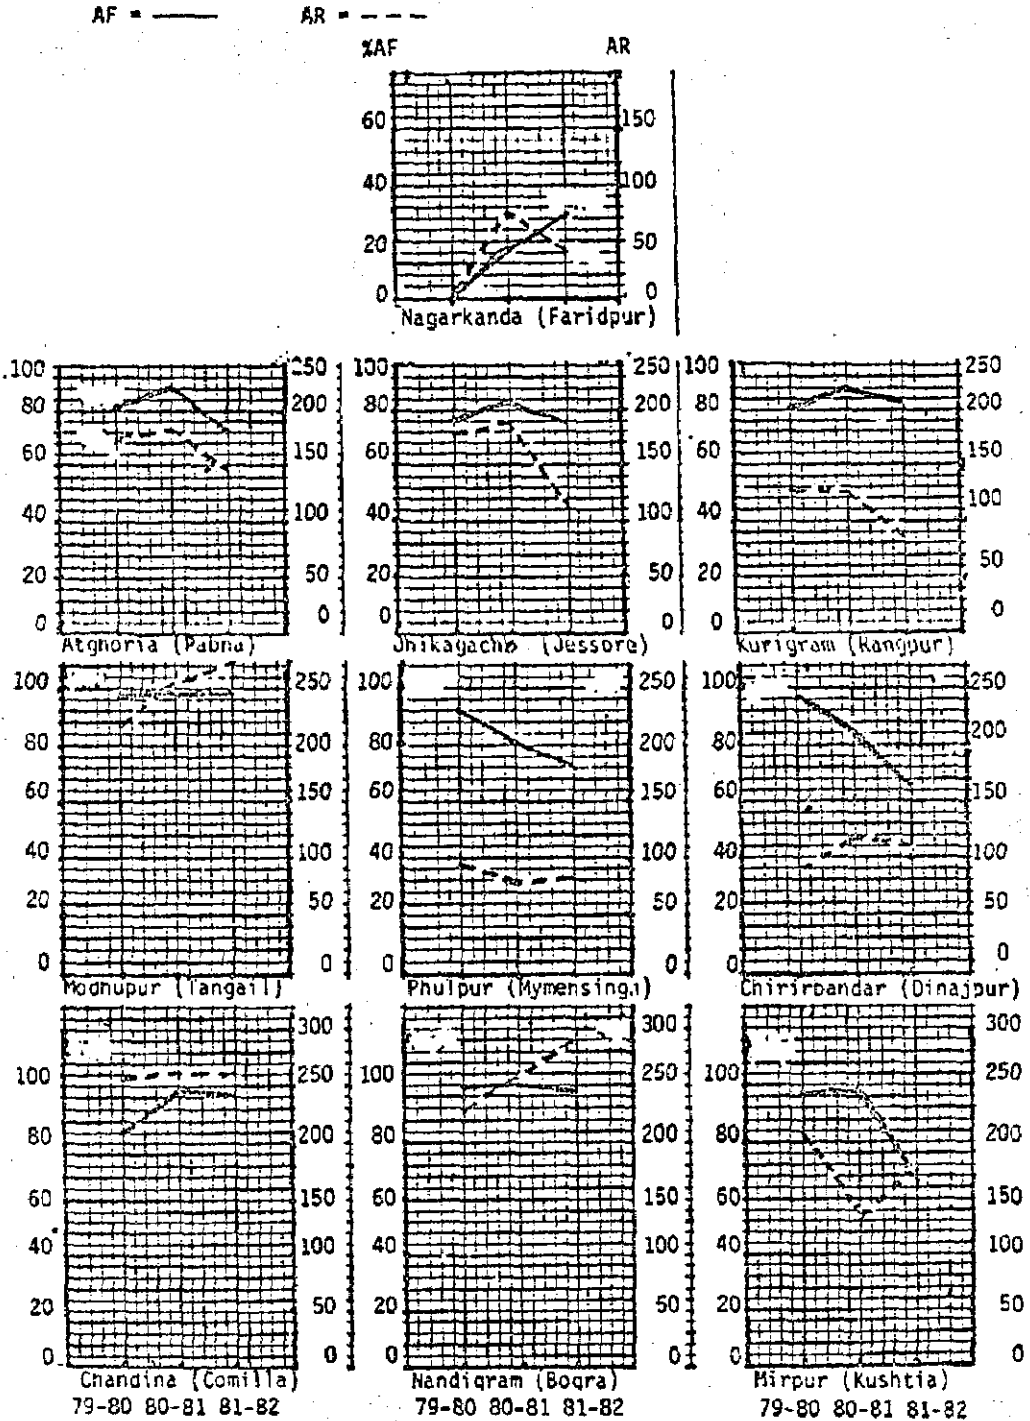 AF = AR =
%AF AR
60 150
40 100
20 50
0 0
Nagarkanda (Faridpur)
100 250 100 250 100 250
80 200 80 200 80 200
60 150 60 150 60 150
40 100 40 100 40 100
20 50 20 50 20 50
0 0 0 0 0 0
Atghoria (Pabna) Jhikagacha (Jessore) Kurigram (Rangpur)
100 250 100 250 100 250
80 200 80 200 80 200
60 150 60 150 60 150
40 100 40 100 40 100
20 50 20 50 20 50
0 0 0 0 0 0
Modhupur (Tangail) Phulpur (Mymensingh) Chirirbandar (Dinajpur)
300 300 300
100 250 100 250 100 250
80 200 80 200 80 200
60 150 60 150 60 150
40 100 40 100 40 100
20 50 20 50 20 50
0 0 0 0 0 0
Chandina (Comilla) Nandigram (Bogra) Mirpur (Kushtia)
79-80 80-81 81-82 79-80 80-81 81-82 79-80 80-81 81-82